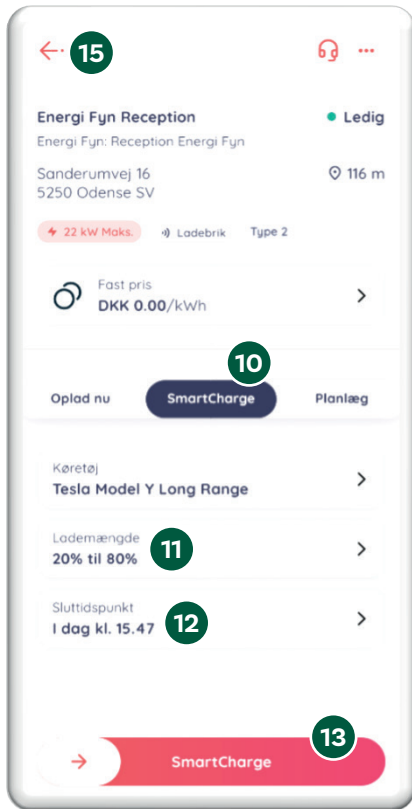 15
Energi Fyn Reception
Ledig
Energi Fyn: Reception Energi Fyn
Sanderumvej 16
5250 Odense SV
116 m
22 kW Maks.
Ladebrik
Type 2
Fast pris
DKK 0.00/kWh
10
Oplad nu
SmartCharge
Planlæg
Køretøj
Tesla Model Y Long Range
Lademængde
20% til 80%
11
Sluttidspunkt
I dag kl. 15.47
12
13
SmartCharge